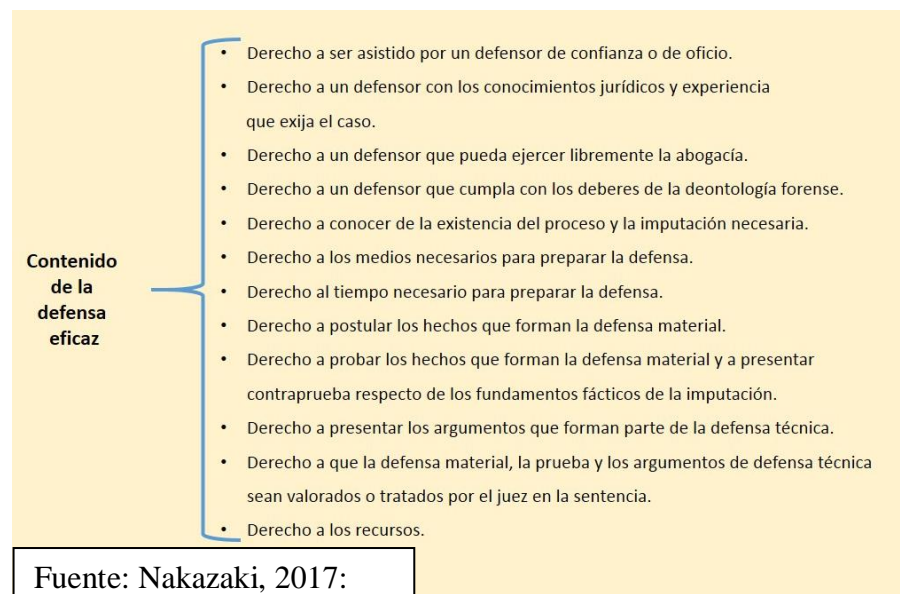 Contenido
de la
defensa
eficaz
• Derecho a ser asistido por un defensor de confianza o de oficio.
• Derecho a un defensor con los conocimientos jurídicos y experiencia
que exija el caso.
• Derecho a un defensor que pueda ejercer libremente la abogacía.
• Derecho a un defensor que cumpla con los deberes de la deontología forense.
• Derecho a conocer de la existencia del proceso y la imputación necesaria.
• Derecho a los medios necesarios para preparar la defensa.
• Derecho al tiempo necesario para preparar la defensa.
• Derecho a postular los hechos que forman la defensa material.
• Derecho a probar los hechos que forman la defensa material y a presentar
contraprueba respecto de los fundamentos fácticos de la imputación.
• Derecho a presentar los argumentos que forman parte de la defensa técnica.
• Derecho a que la defensa material, la prueba y los argumentos de defensa técnica
sean valorados o tratados por el juez en la sentencia.
• Derecho a los recursos.
Fuente: Nakazaki, 2017: